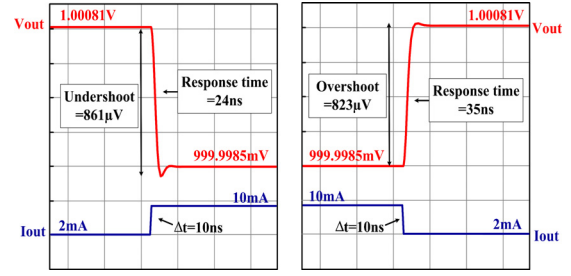 1.00081V
Vout
Undershoot
=861μV
Response time
=24ns
999.9985mV
10mA
2mA
Δt=10ns
Iout
1.00081V
Vout
Overshoot
=823μV
Response time
=35ns
999.9985mV
10mA
Δt=10ns
2mA
Iout